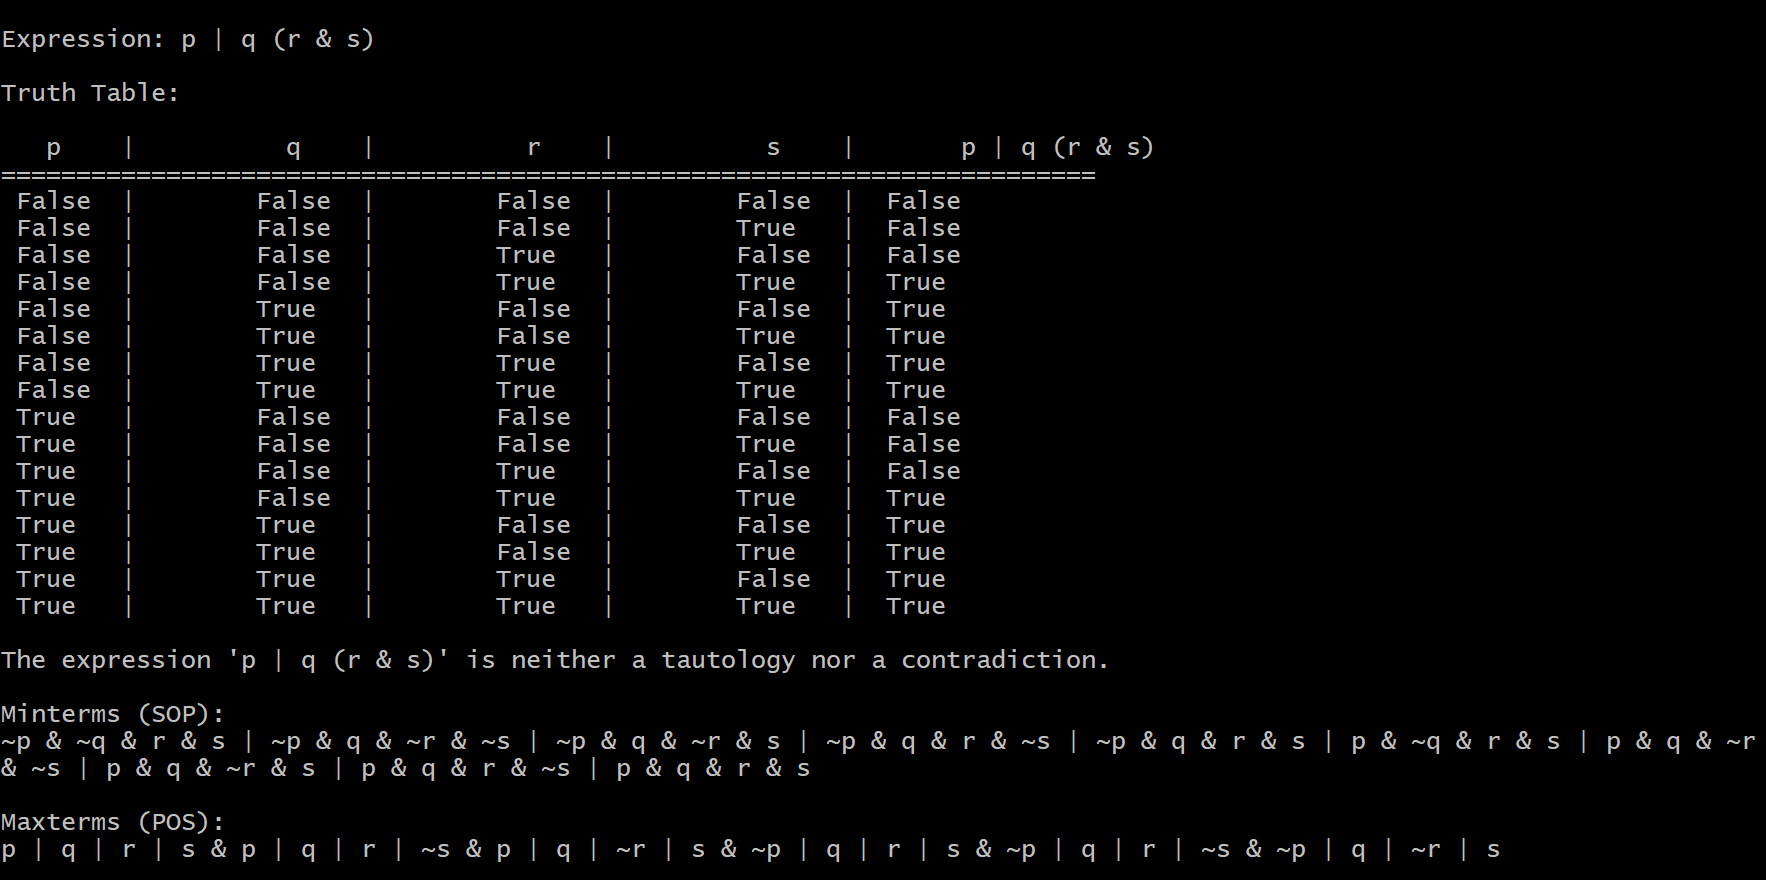 Expression: p | q (r & s)
Truth Table:
p | q | r | s | p | q (r & s)
=========================================================================
False | False | False | False | False
False | False | False | True | False
False | False | True | False | False
False | False | True | True | True
False | True | False | False | True
False | True | False | True | True
False | True | True | False | True
False | True | True | True | True
True | False | False | False | False
True | False | False | True | False
True | False | True | False | False
True | False | True | True | True
True | True | False | False | True
True | True | False | True | True
True | True | True | False | True
True | True | True | True | True
The expression 'p | q (r & s)' is neither a tautology nor a contradiction.
Minterms (SOP):
~p & ~q & r & s | ~p & q & ~r & ~s | ~p & q & ~r & s | ~p & q & r & ~s | ~p & q & r & s | p & ~q & r & s | p & q & ~r
& ~s | p & q & ~r & s | p & q & r & ~s | p & q & r & s
Maxterms (POS):
p | q | r | s & p | q | r | ~s & p | q | ~r | s & ~p | q | r | s & ~p | q | r | ~s & ~p | q | ~r | s